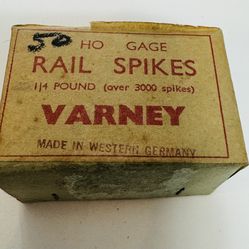 50 HO GAGE
RAIL SPIKES
1/4 POUND (over 3000 spikes)
VARNEY
MADE IN WESTERN GERMANY